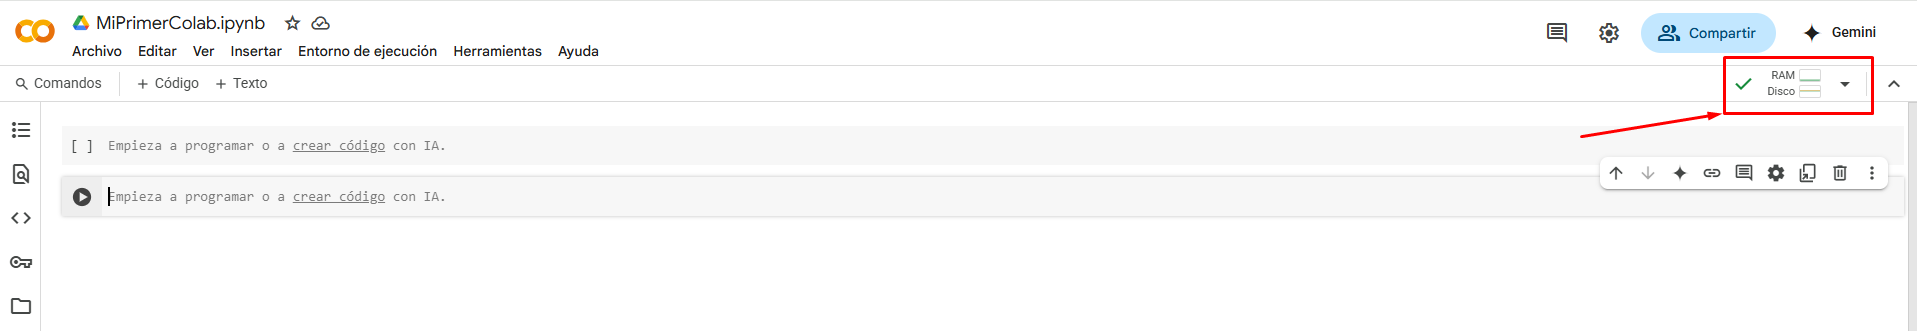 MiPrimerColab.ipynb
Archivo Editar Ver Insertar Entorno de ejecución Herramientas Ayuda
Compartir
Gemini
Comandos + Código + Texto
RAM
Disco
[ ] Empieza a programar o a crear código con IA.
Empieza a programar o a crear código con IA.